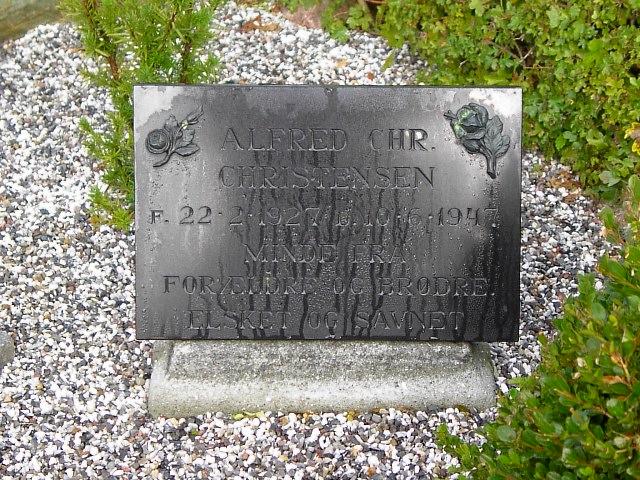 ALFRED CHR.
CHRISTENSEN
F. 22·2·1927 D. 10·6·1947
MINDE FRA
FORÆLDRE OG BRØDRE.
ELSKET OG SAVNET